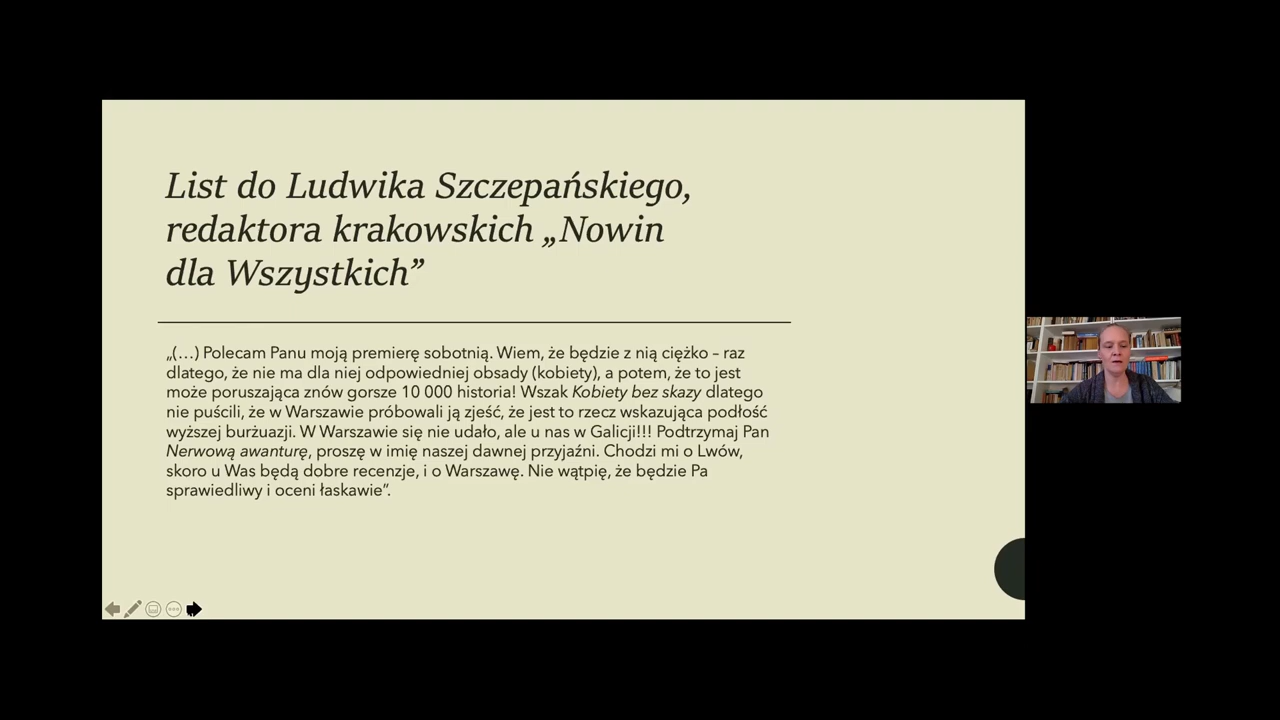 List do Ludwika Szczepańskiego,
redaktora krakowskich „Nowin
dla Wszystkich”
„(…) Polecam Panu moją premierę sobotnią. Wiem, że będzie z nią ciężko – raz
dlatego, że nie ma dla niej odpowiedniej obsady (kobiety), a potem, że to jest
może poruszająca znów gorsze 10 000 historia! Wszak Kobiety bez skazy dlatego
nie puścili, że w Warszawie próbowali ją zjeść, że jest to rzecz wskazująca podłość
wyższej burżuazji. W Warszawie się nie udało, ale u nas w Galicji!!! Podtrzymaj Pan
Nerwową awanturę, proszę w imię naszej dawnej przyjaźni. Chodzi mi o Lwów,
skoro u Was będą dobre recenzje, i o Warszawę. Nie wątpię, że będzie Pa
sprawiedliwy i oceni łaskawie”.